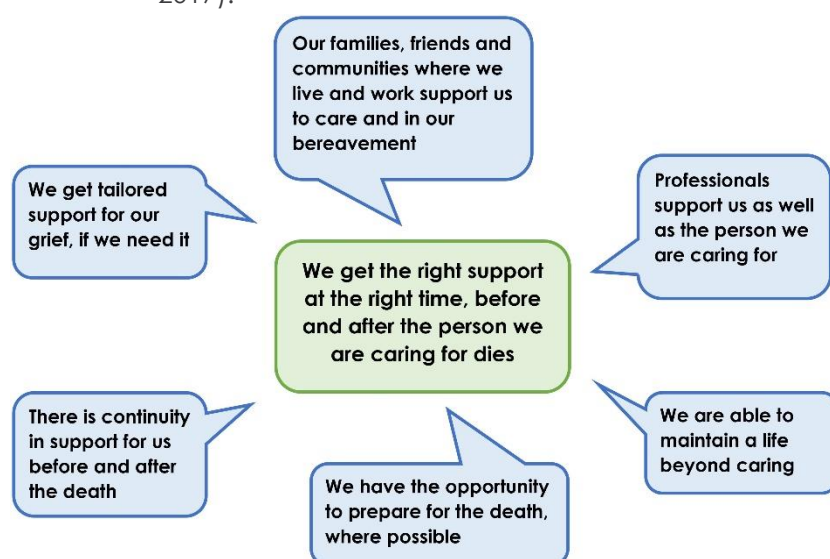 2017).
Our families, friends and
communities where we
live and work support us
to care and in our
bereavement
We get tailored
support for our
grief, if we need it
Professionals
support us as well
as the person we
are caring for
We get the right support
at the right time, before
and after the person we
are caring for dies
There is continuity
in support for us
before and after
the death
We have the opportunity
to prepare for the death,
where possible
We are able to
maintain a life
beyond caring